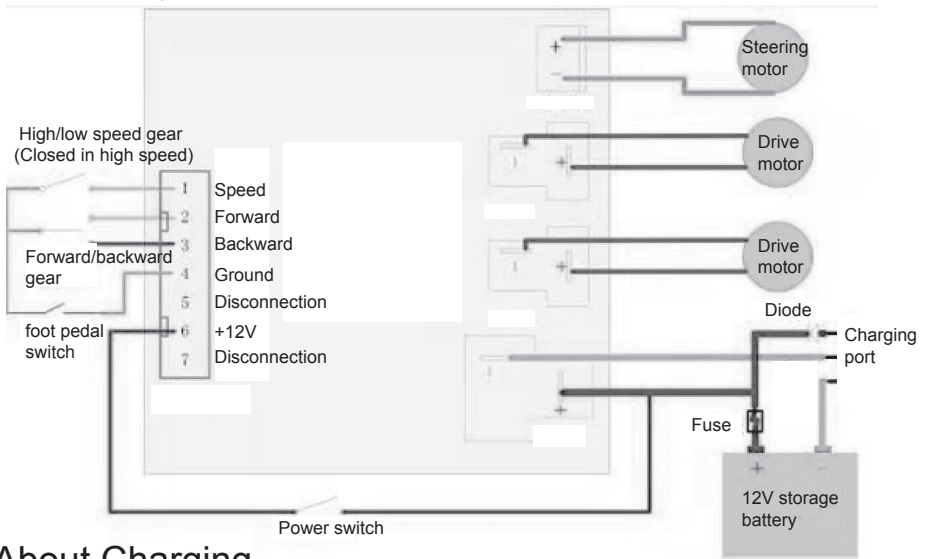 +
−
Steering
motor
High/low speed gear
(Closed in high speed)
Drive
motor
+
1 Speed
2 Forward
3 Backward
Forward/backward
gear
4 Ground
5 Disconnection
foot pedal
switch
6 +12V
7 Disconnection
+
Drive
motor
Diode
Charging
port
+
Fuse
+ −
12V storage
battery
Power switch
About Charging